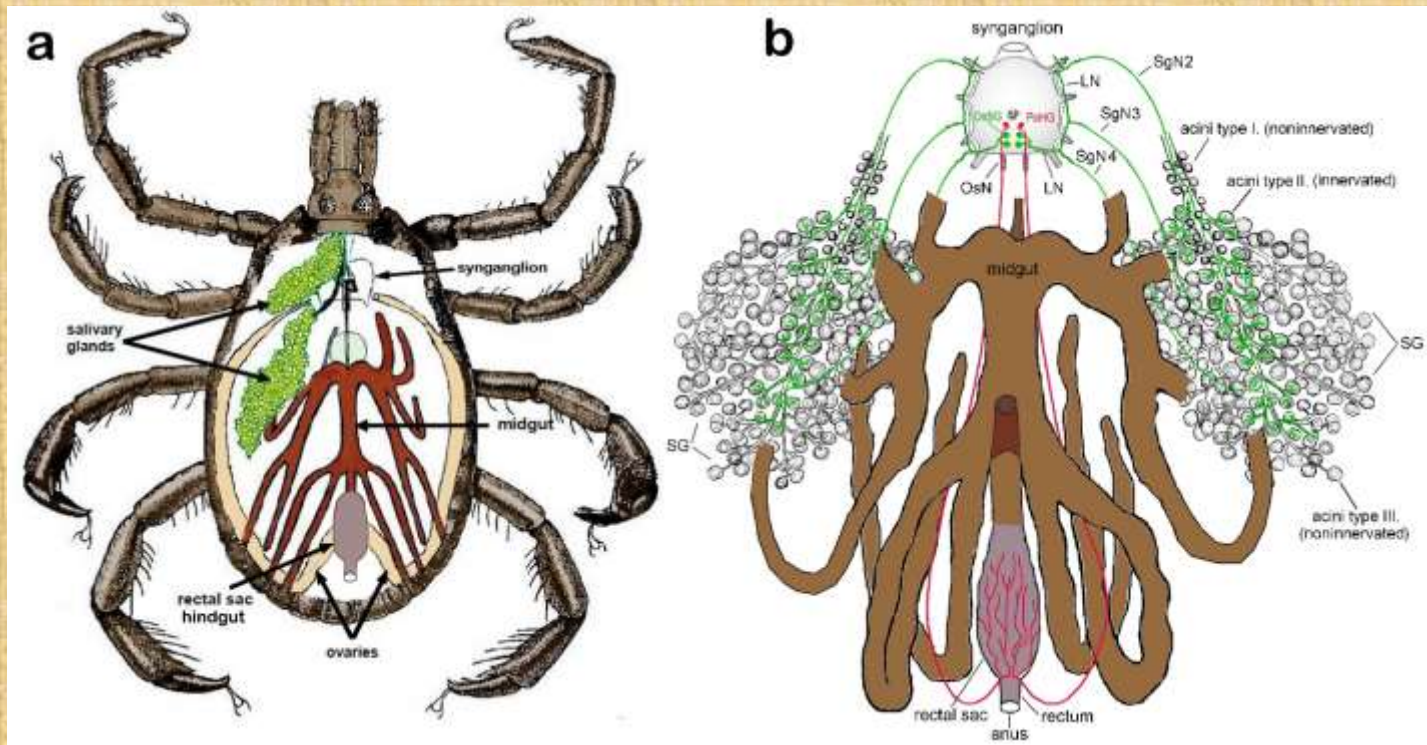 a
synganglion
salivary
glands
midgut
rectal sac
hindgut
ovaries
b
synganglion
SgN2
LN
SgN3
acini type I. (noninnervated)
SgN4
acini type II. (innervated)
OsN
LN
midgut
SG
SG
acini type III.
(noninnervated)
rectal sac
rectum
anus